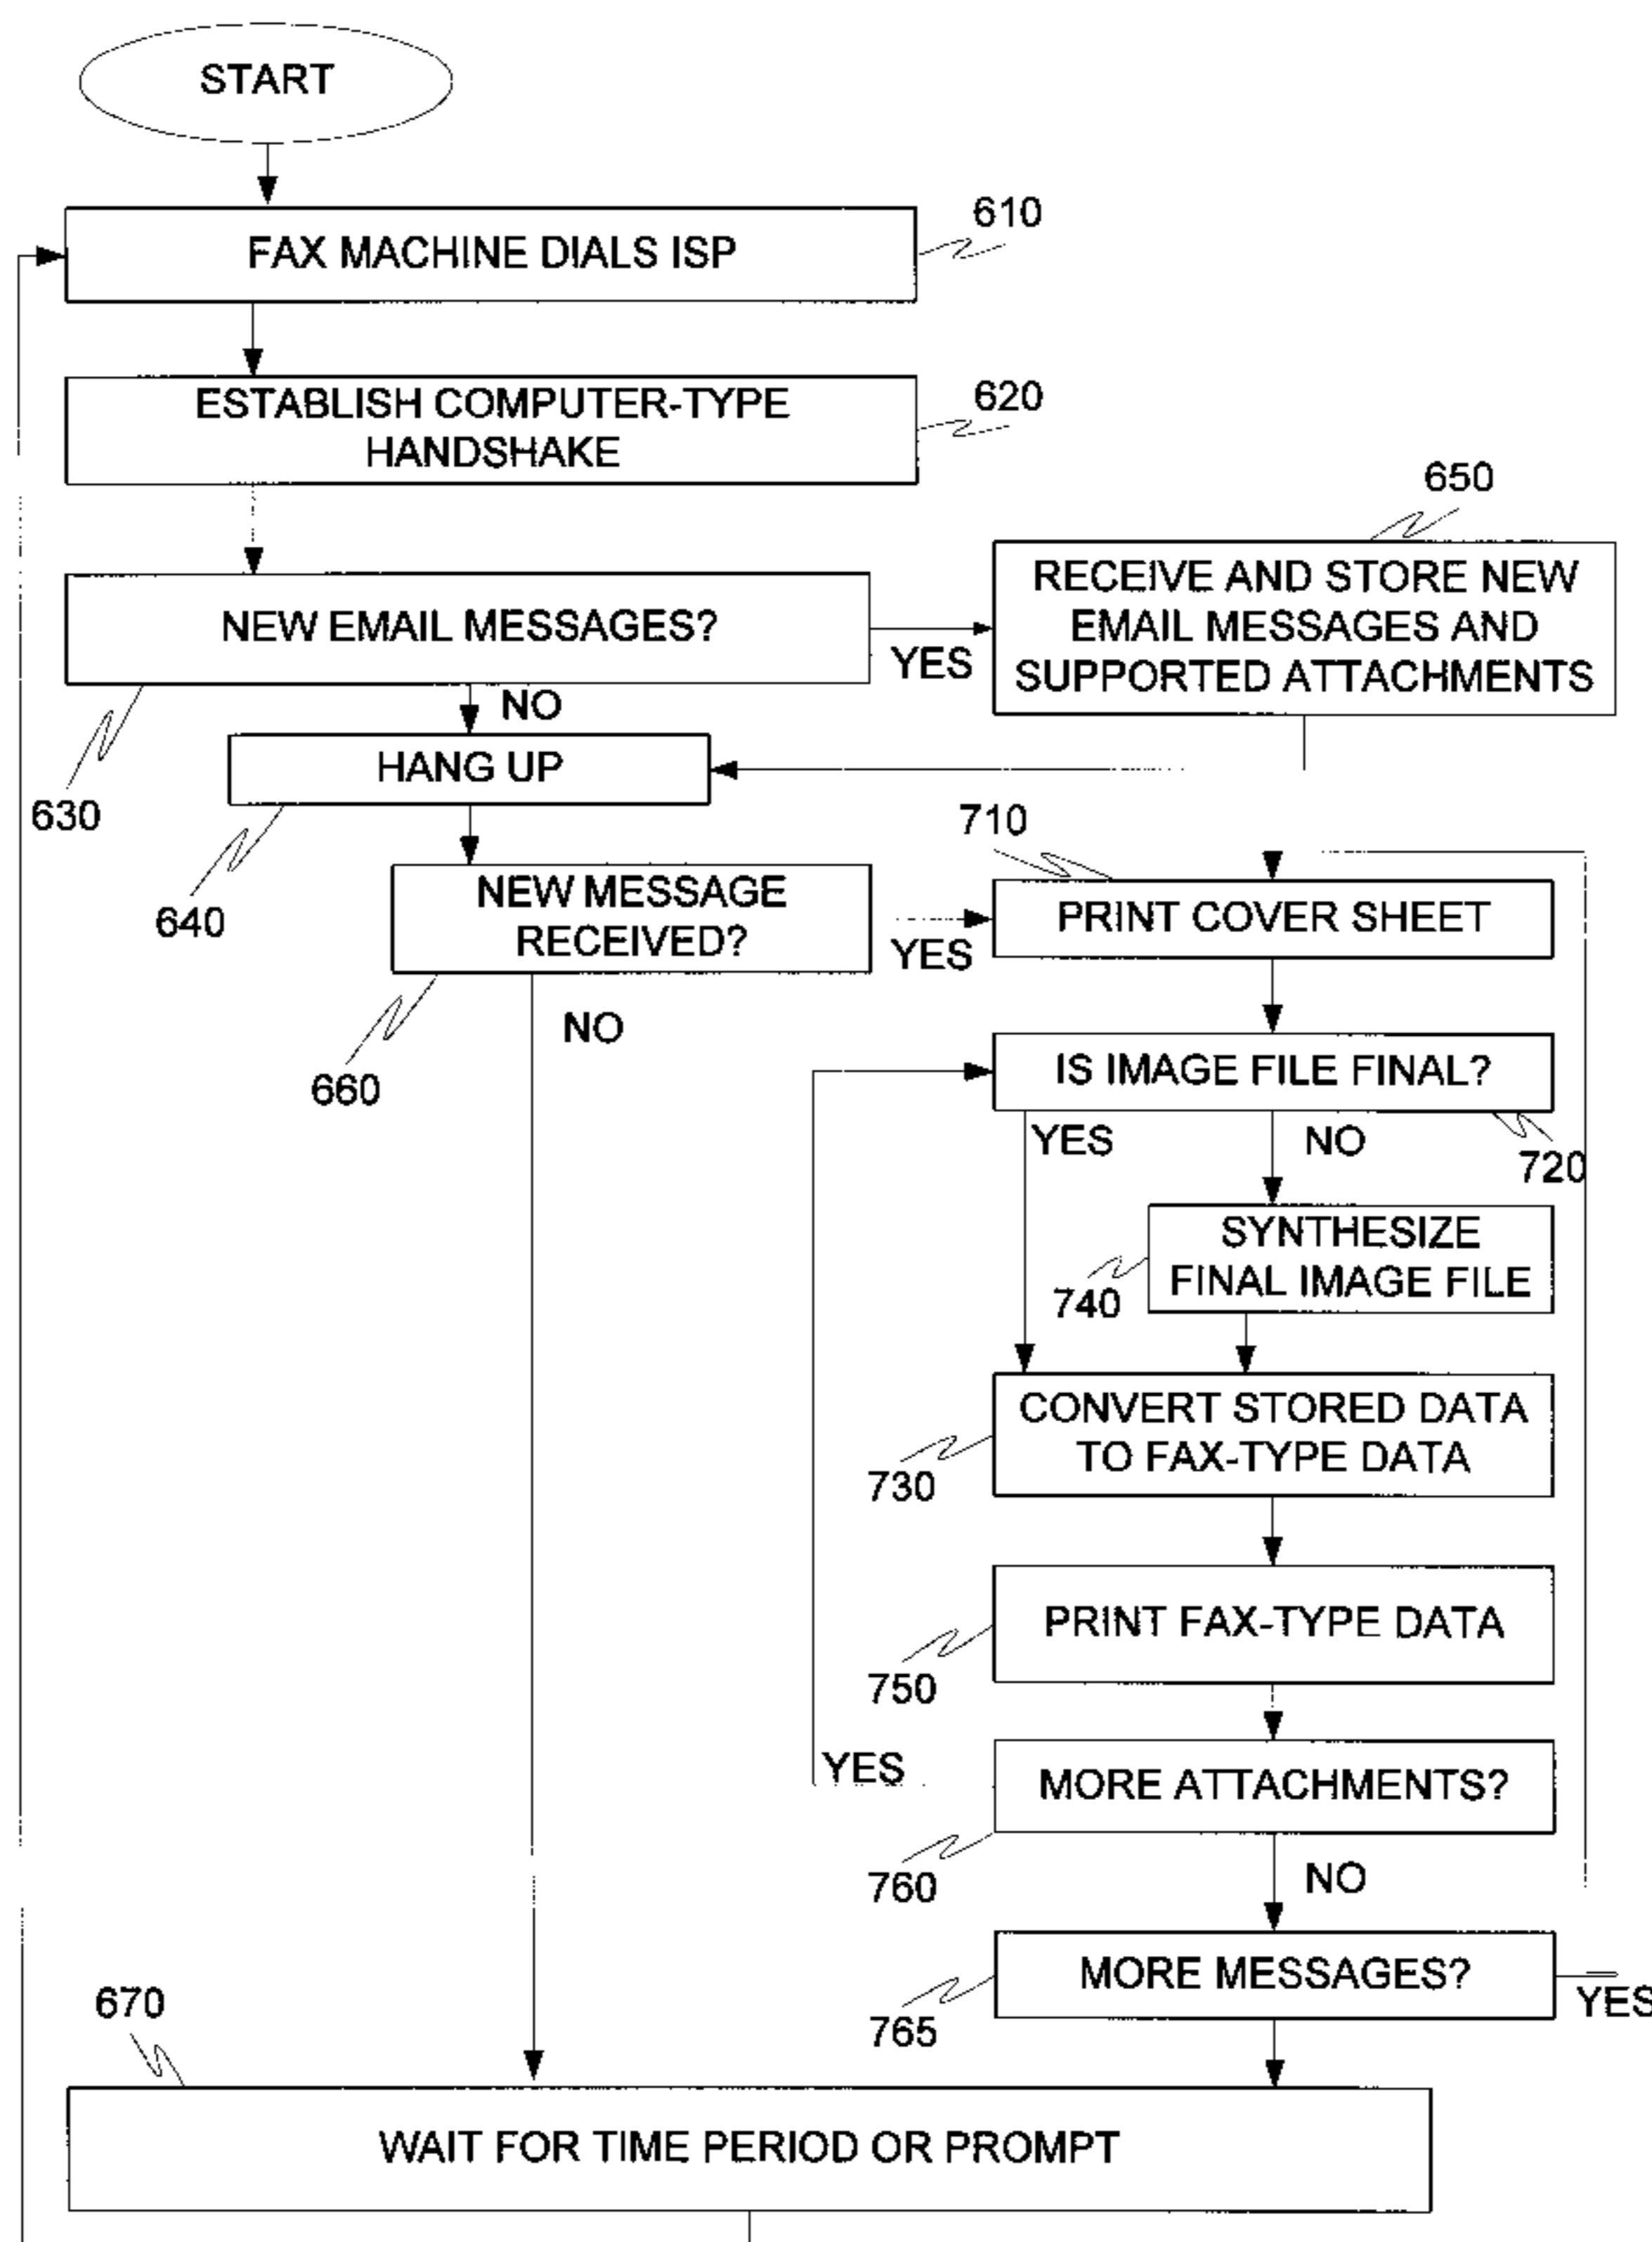 START
FAX MACHINE DIALS ISP
610
ESTABLISH COMPUTER-TYPE
HANDSHAKE
620
NEW EMAIL MESSAGES?
YES
NO
630
650
RECEIVE AND STORE NEW
EMAIL MESSAGES AND
SUPPORTED ATTACHMENTS
HANG UP
640
NEW MESSAGE
RECEIVED?
YES
NO
660
710
PRINT COVER SHEET
IS IMAGE FILE FINAL?
YES
NO
720
SYNTHESIZE
FINAL IMAGE FILE
740
CONVERT STORED DATA
TO FAX-TYPE DATA
730
PRINT FAX-TYPE DATA
750
YES
MORE ATTACHMENTS?
760
NO
MORE MESSAGES?
YES
765
670
WAIT FOR TIME PERIOD OR PROMPT